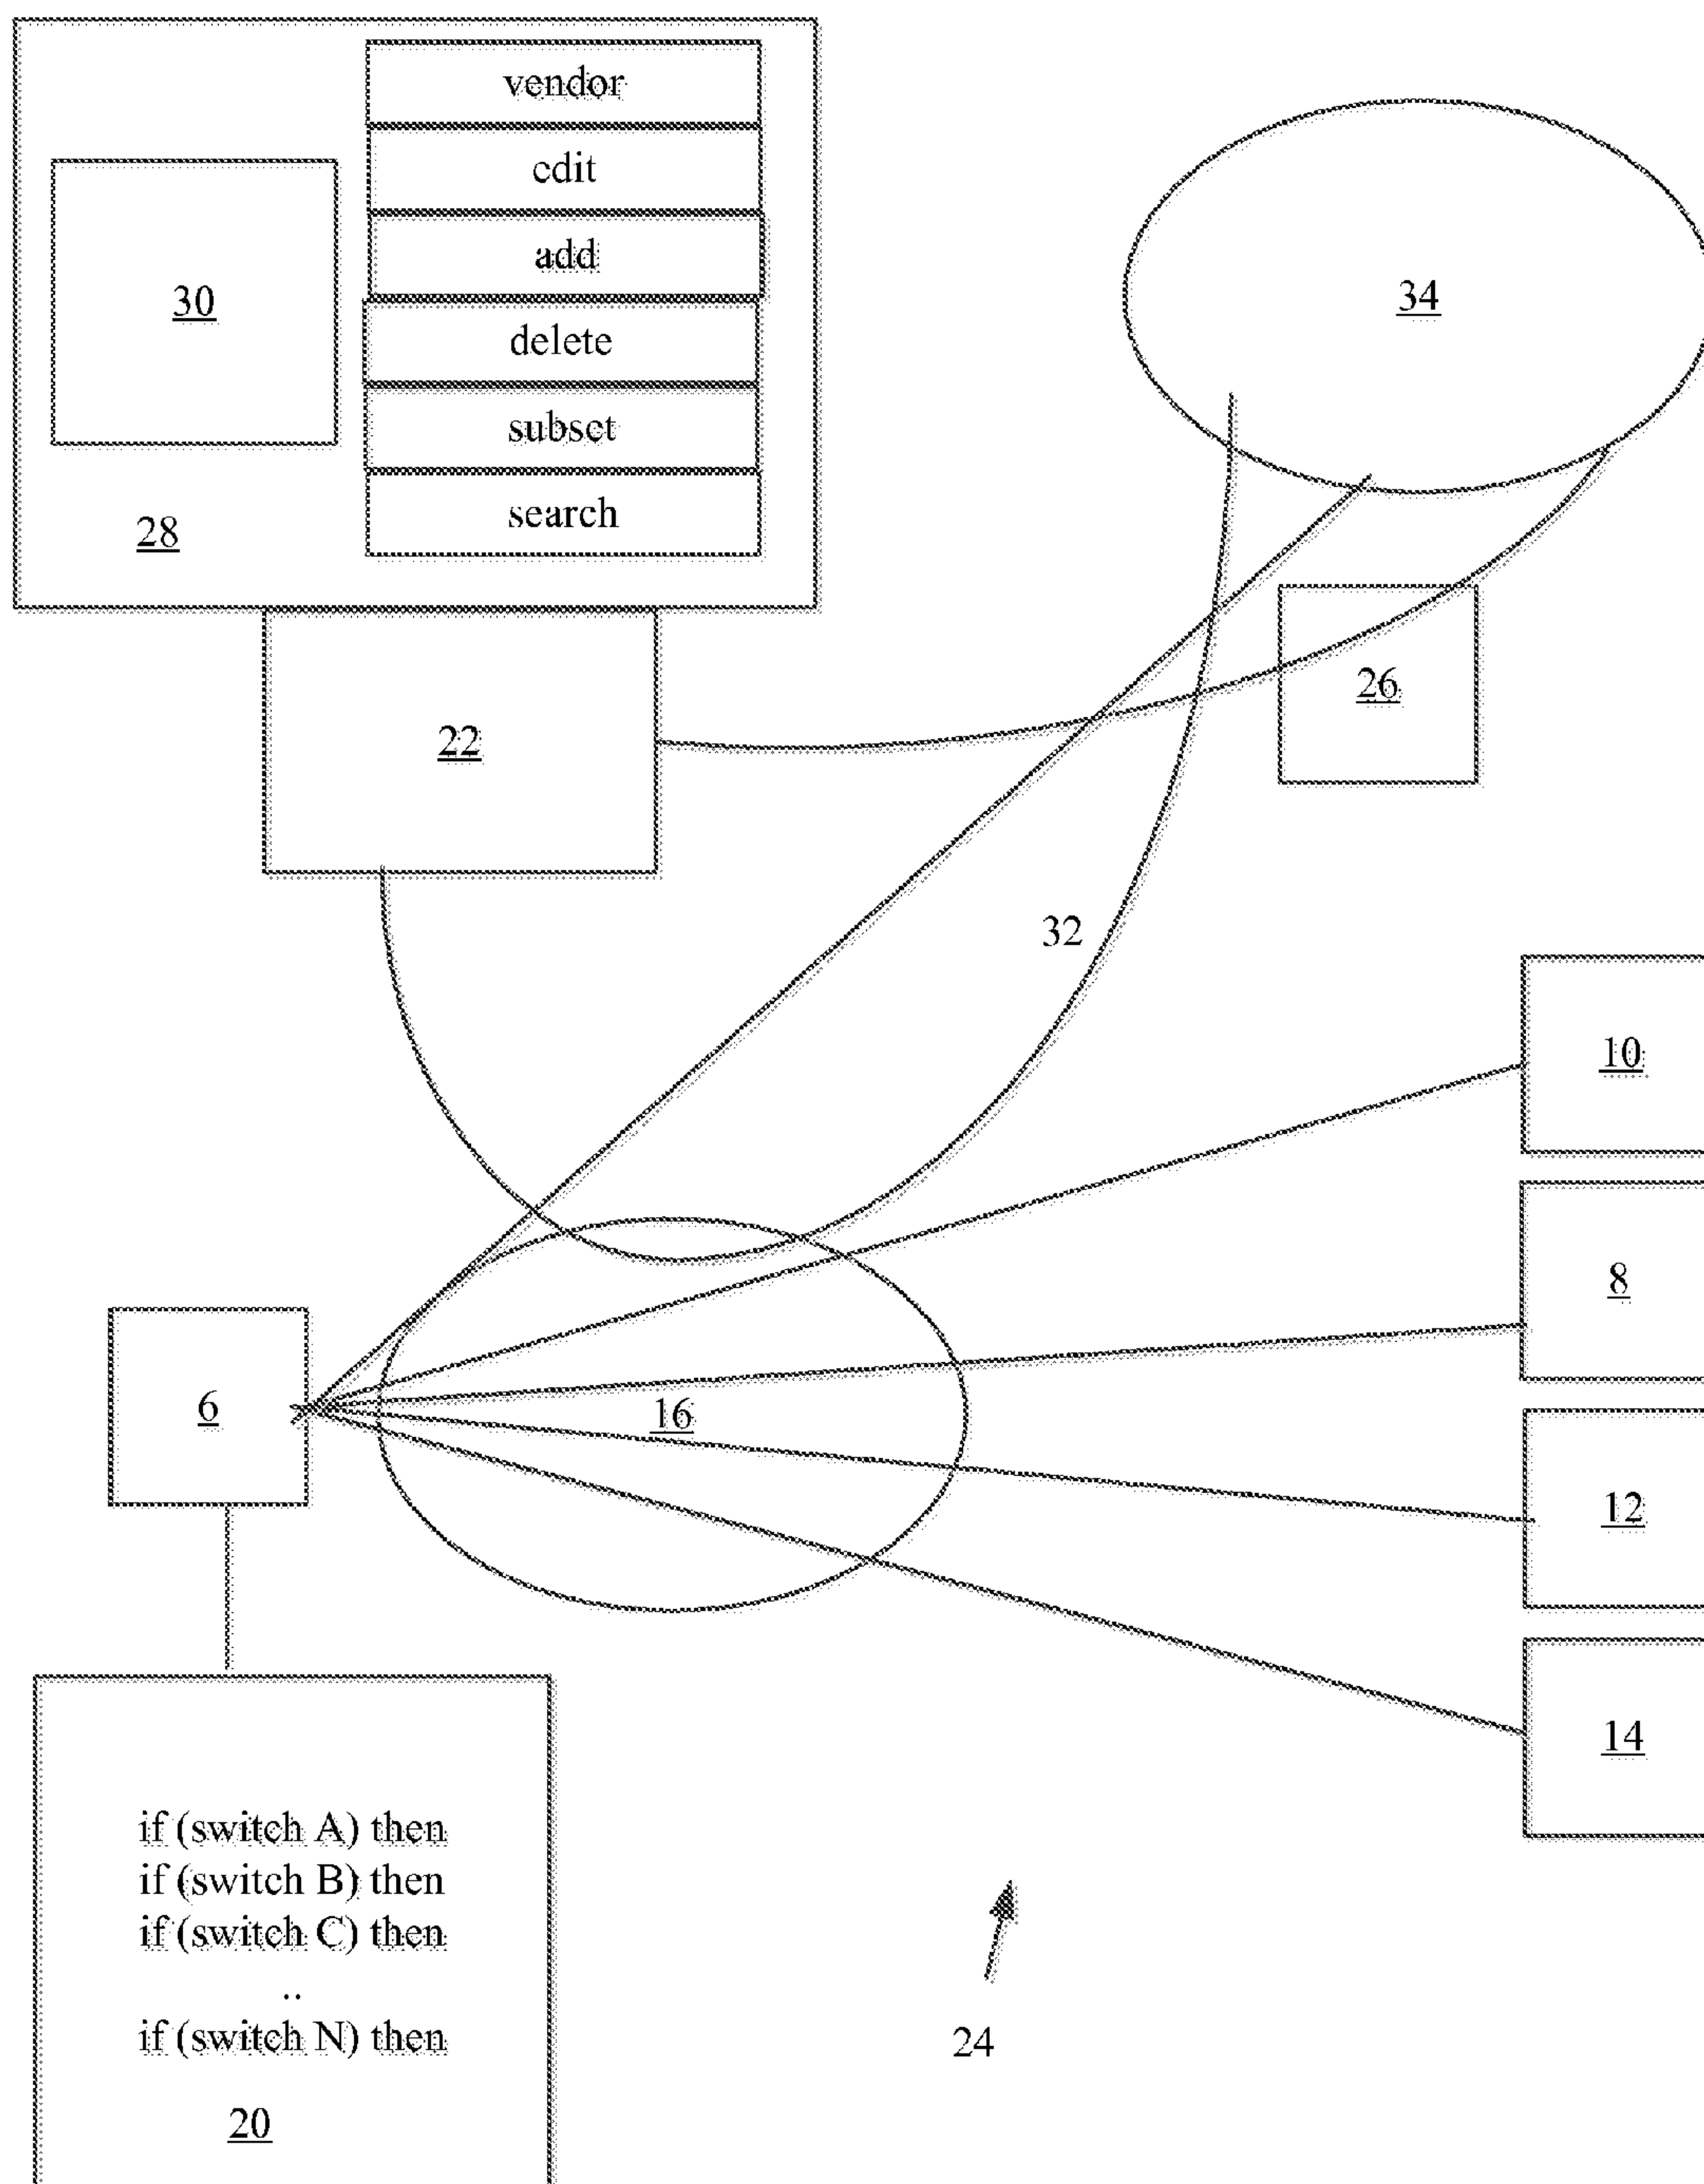 vendor
edit
add
30
delete
subset
search
28
34
22
26
32
10
8
6
16
12
14
if (switch A) then
if (switch B) then
if (switch C) then
..
if (switch N) then
24
20